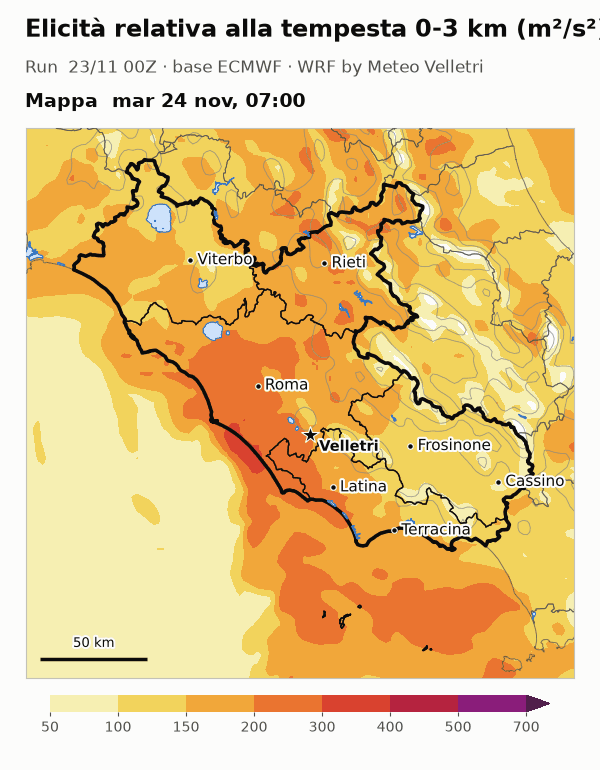 Elicità relativa alla tempesta 0-3 km (m²/s²)
Run 23/11 00Z · base ECMWF · WRF by Meteo Velletri
Mappa mar 24 nov, 07:00
Viterbo
Rieti
Roma
Velletri
Frosinone
Latina
Cassino
Terracina
50 km
50 100 150 200 300 400 500 700